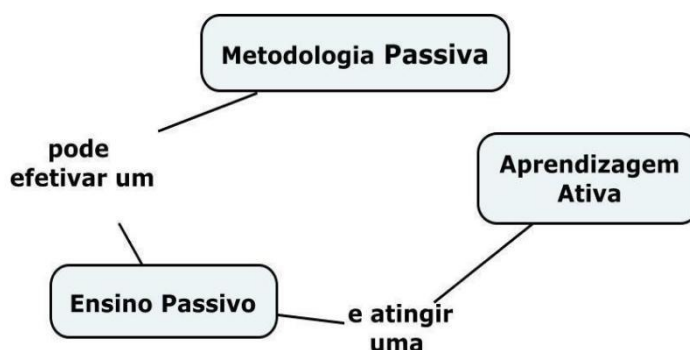 Metodologia Passiva
pode
efetivar um
Ensino Passivo
e atingir
uma
Aprendizagem
Ativa